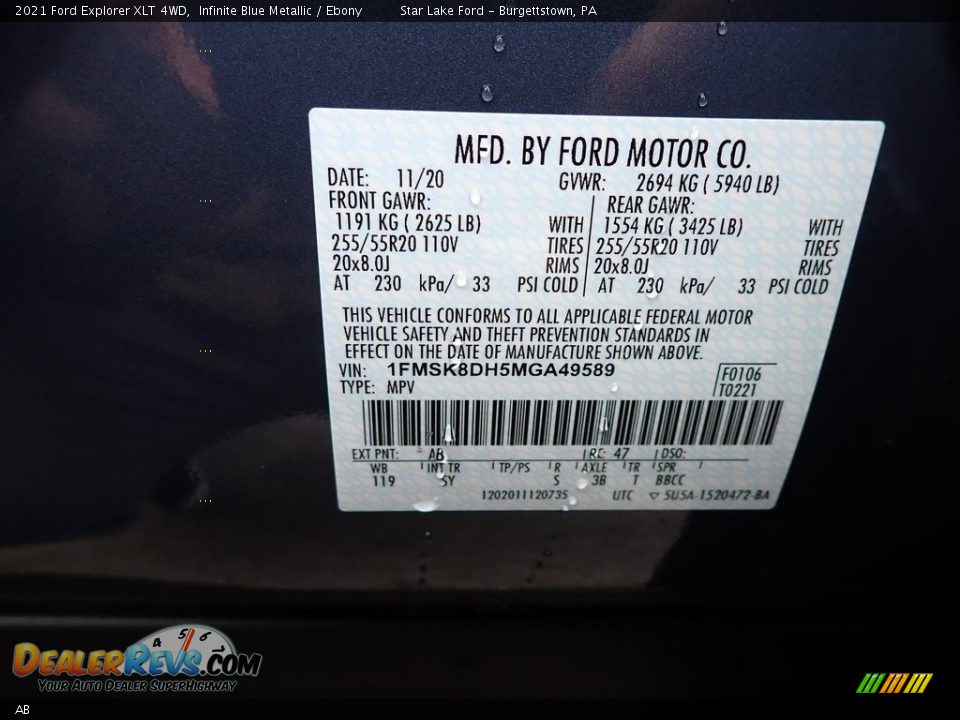 2021 Ford Explorer XLT 4WD, Infinite Blue Metallic / Ebony Star Lake Ford - Burgettstown, PA
MFD. BY FORD MOTOR CO.
DATE: 11/20 GVWR: 2694 KG ( 5940 LB)
FRONT GAWR: REAR GAWR:
1191 KG ( 2625 LB) WITH 1554 KG ( 3425 LB) WITH
255/55R20 110V TIRES 255/55R20 110V TIRES
20x8.0J RIMS 20x8.0J RIMS
AT 230 kPa/ 33 PSI COLD AT 230 kPa/ 33 PSI COLD
THIS VEHICLE CONFORMS TO ALL APPLICABLE FEDERAL MOTOR
VEHICLE SAFETY AND THEFT PREVENTION STANDARDS IN
EFFECT ON THE DATE OF MANUFACTURE SHOWN ABOVE.
VIN: 1FMSK8DH5MGA49589 F0106
TYPE: MPV T0221
EXT PNT: AB RC: 47 DSO:
WB INT TR TP/PS R AXLE TR SPR
119 5Y S 3B T BBCC
1202011120735 UTC ▽ 5U5A-1520472-BA
4 5 6
DEALERREVS.COM
YOUR AUTO DEALER SUPERHIGHWAY
AB